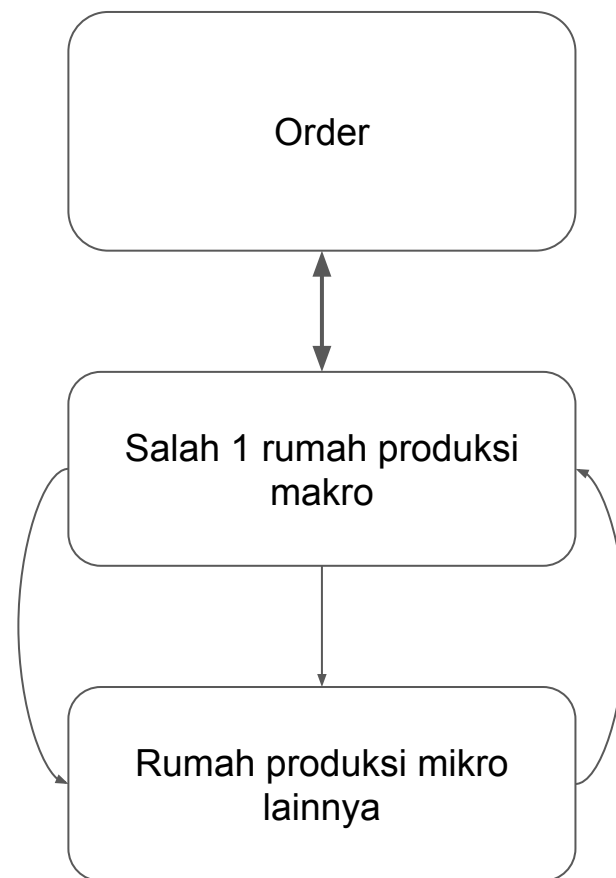 Order
Salah 1 rumah produksi
makro
Rumah produksi mikro
lainnya